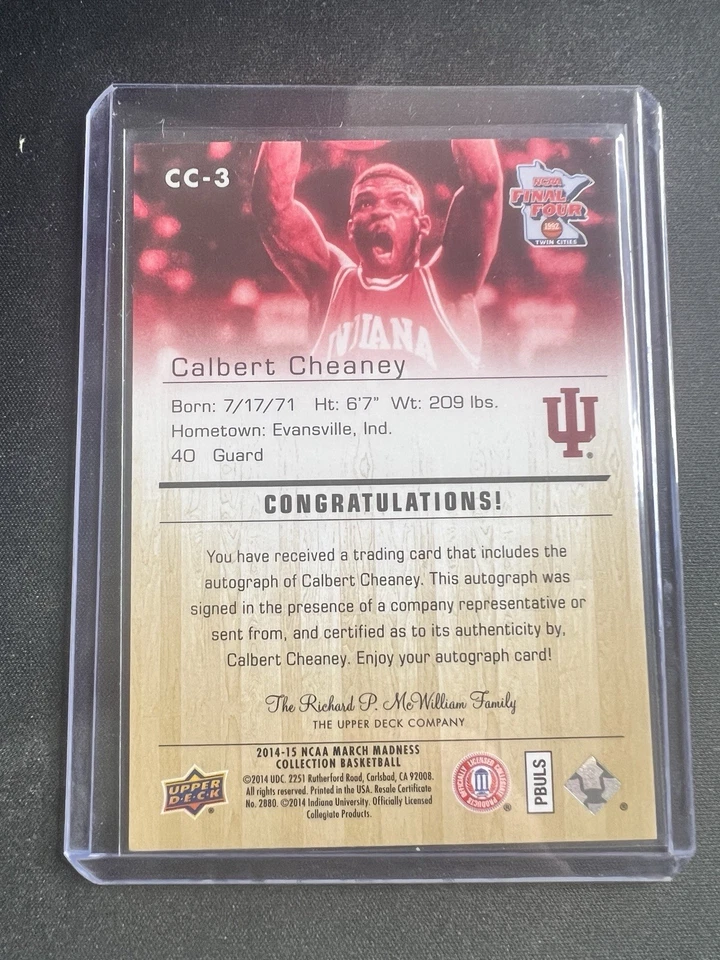 CC-3
NCAA
FINAL
FOUR
1992
TWIN CITIES
INDIANA
Calbert Cheaney
Born: 7/17/71 Ht: 6'7" Wt: 209 lbs.
Hometown: Evansville, Ind.
40 Guard
®
CONGRATULATIONS!
You have received a trading card that includes the
autograph of Calbert Cheaney. This autograph was
signed in the presence of a company representative or
sent from, and certified as to its authenticity by,
Calbert Cheaney. Enjoy your autograph card!
The Richard P. McWilliam Family
THE UPPER DECK COMPANY
2014-15 NCAA MARCH MADNESS
COLLECTION BASKETBALL
©2014 UDC. 2251 Rutherford Road, Carlsbad, CA 92008.
All rights reserved. Printed in the USA. Resale Certificate
No. 2880. ©2014 Indiana University. Officially Licensed
Collegiate Products.
UPPER
DECK
®
OFFICIALLY LICENSED COLLEGIATE PRODUCTS
®
PBULS
®